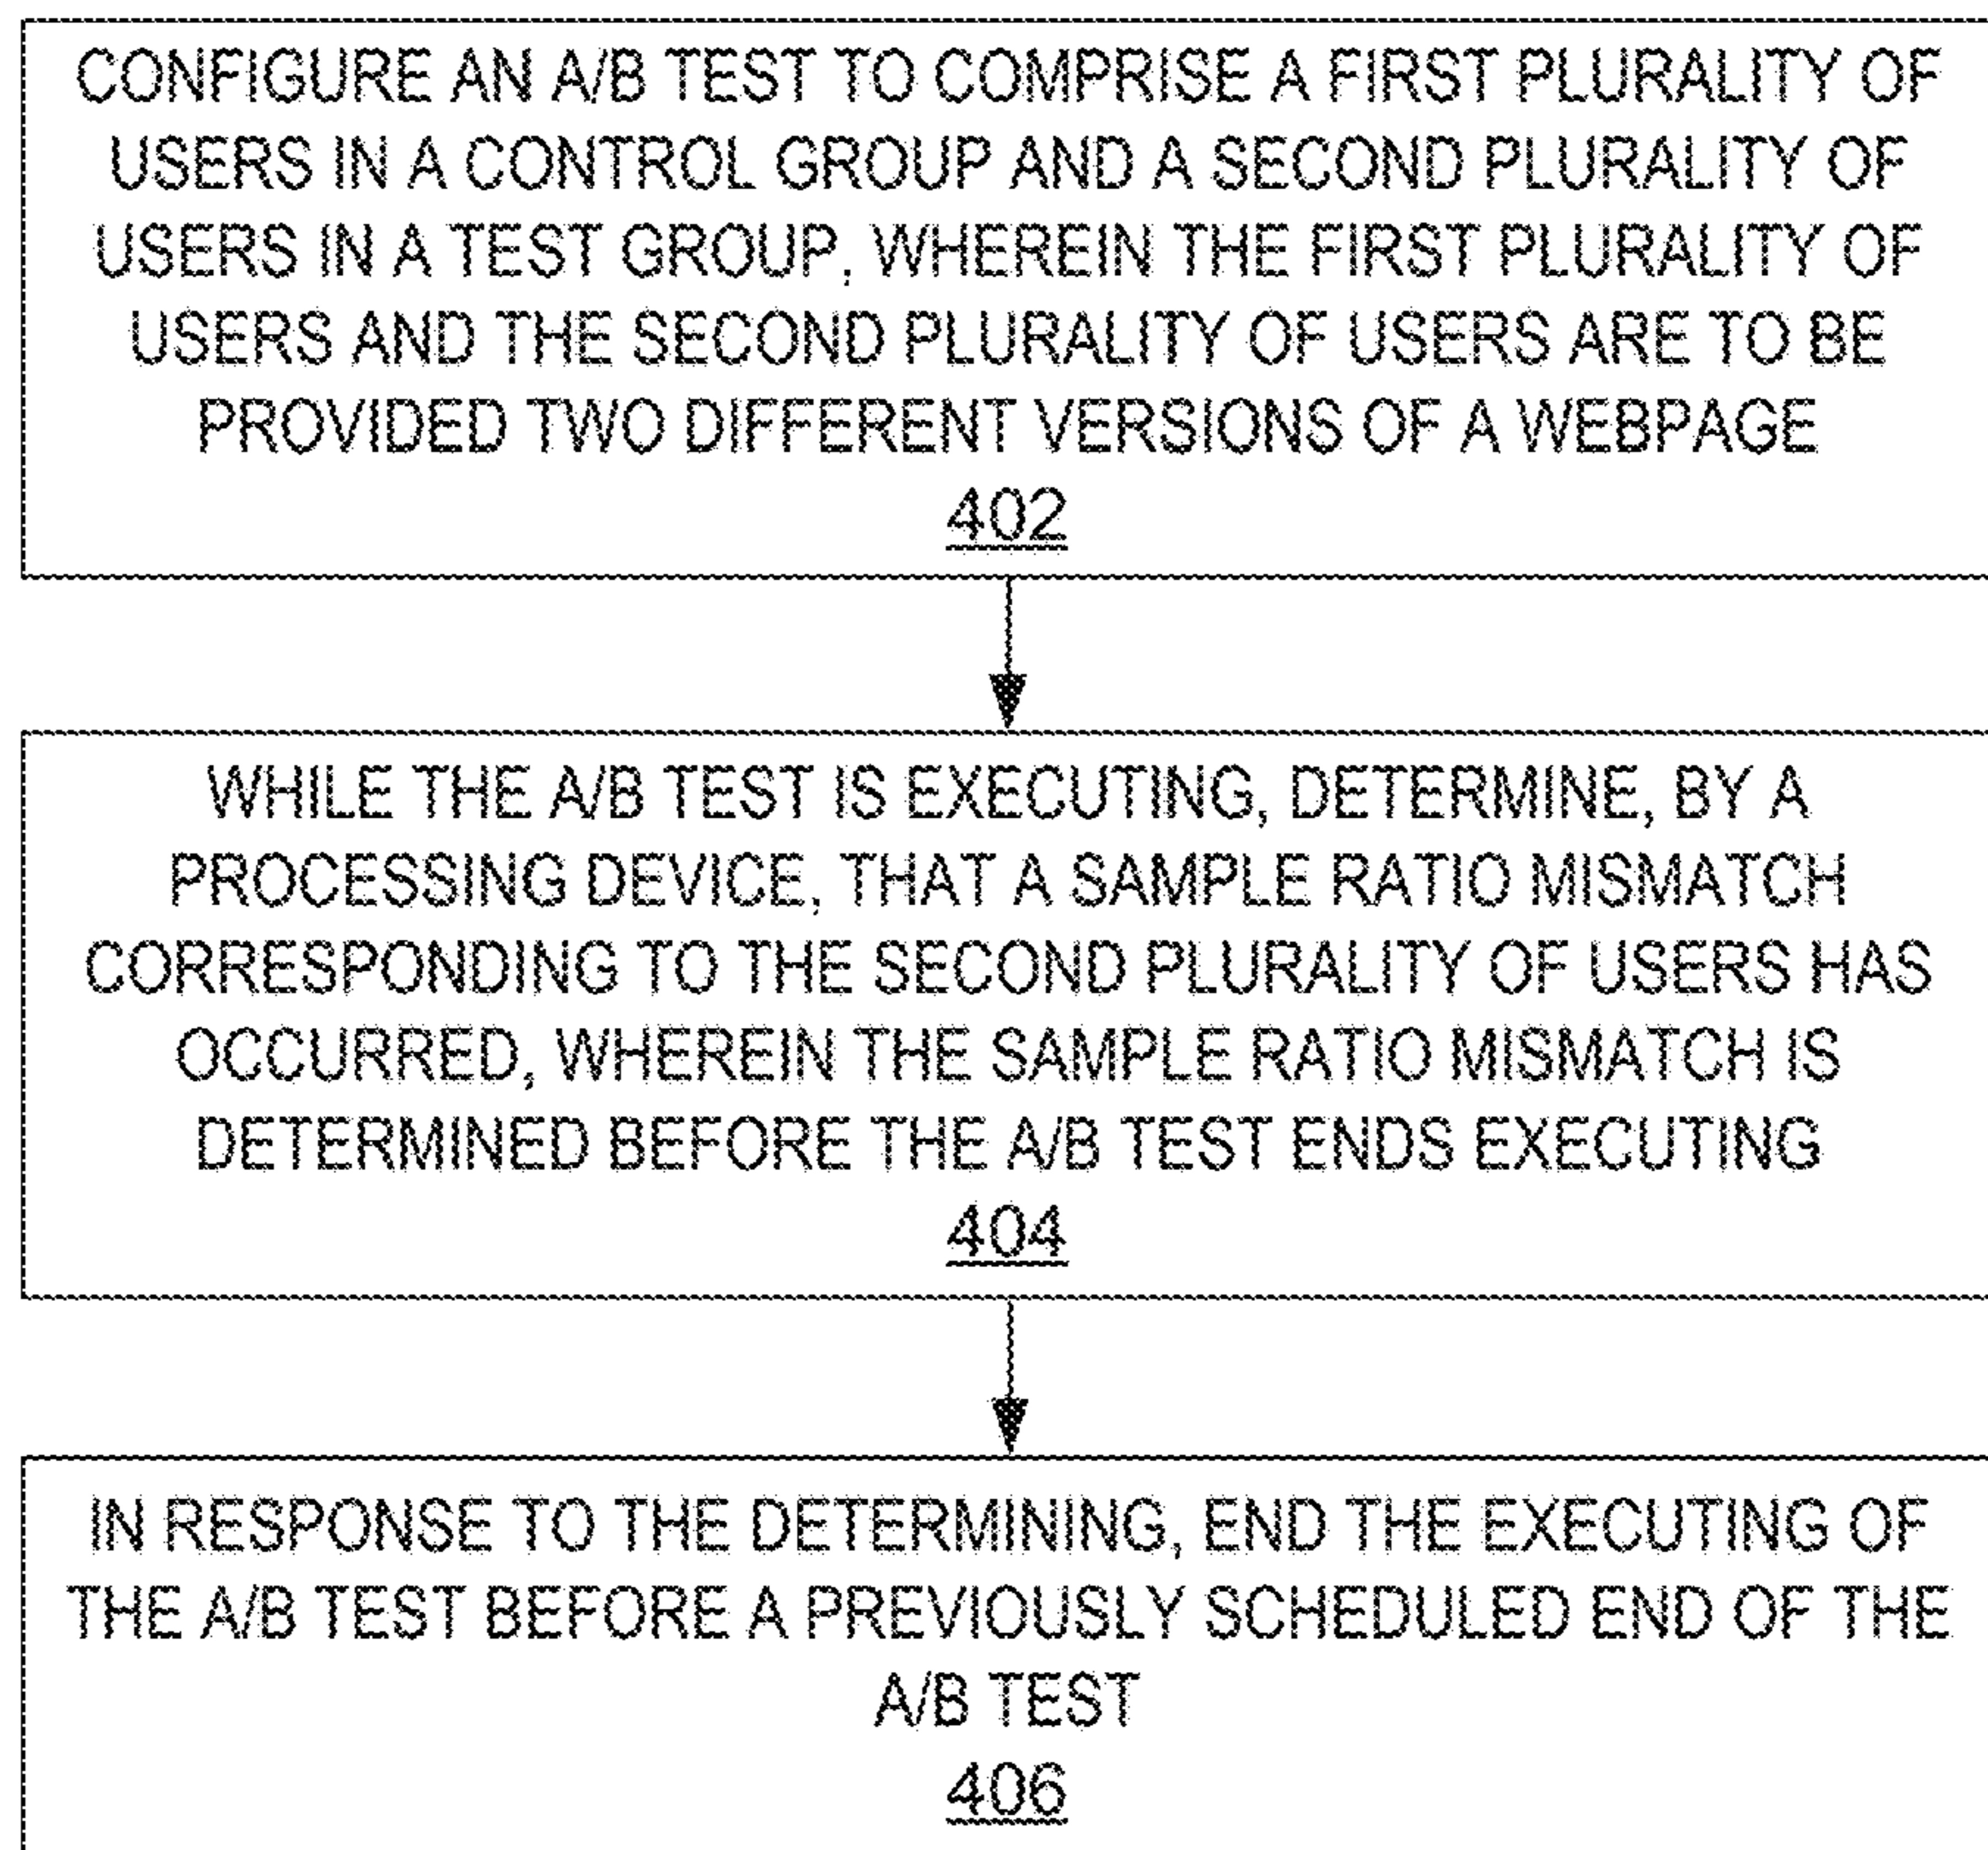 CONFIGURE AN A/B TEST TO COMPRISE A FIRST PLURALITY OF
USERS IN A CONTROL GROUP AND A SECOND PLURALITY OF
USERS IN A TEST GROUP, WHEREIN THE FIRST PLURALITY OF
USERS AND THE SECOND PLURALITY OF USERS ARE TO BE
PROVIDED TWO DIFFERENT VERSIONS OF A WEBPAGE
402
WHILE THE A/B TEST IS EXECUTING, DETERMINE, BY A
PROCESSING DEVICE, THAT A SAMPLE RATIO MISMATCH
CORRESPONDING TO THE SECOND PLURALITY OF USERS HAS
OCCURRED, WHEREIN THE SAMPLE RATIO MISMATCH IS
DETERMINED BEFORE THE A/B TEST ENDS EXECUTING
404
IN RESPONSE TO THE DETERMINING, END THE EXECUTING OF
THE A/B TEST BEFORE A PREVIOUSLY SCHEDULED END OF THE
A/B TEST
406